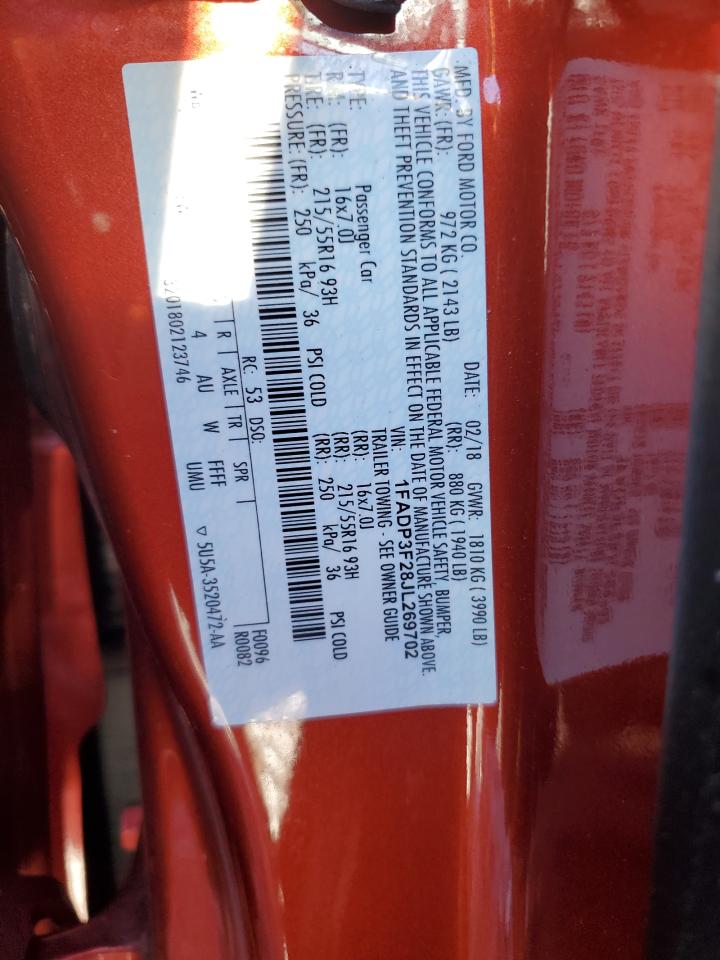 MFD. BY FORD MOTOR CO.
DATE: 02/18 GVWR: 1810 KG ( 3990 LB)
GAWR: (FR): 972 KG ( 2143 LB) (RR): 880 KG ( 1940 LB)
THIS VEHICLE CONFORMS TO ALL APPLICABLE FEDERAL MOTOR VEHICLE SAFETY, BUMPER,
AND THEFT PREVENTION STANDARDS IN EFFECT ON THE DATE OF MANUFACTURE SHOWN ABOVE.
VIN: 1FADP3F28JL269702
TYPE: Passenger Car TRAILER TOWING - SEE OWNER GUIDE
(FR): 16x7.0J (RR): 16x7.0J
TIRE: (FR): 215/55R16 93H (RR): 215/55R16 93H
PRESSURE: (FR): 250 kPa/ 36 PSI COLD (RR): 250 kPa/ 36 PSI COLD
F0096
R0082
RC: 53 DSO:
R AXLE TR SPR
4 AU W FFFF
UMU
5U5A-3520472-AA
3201802123746